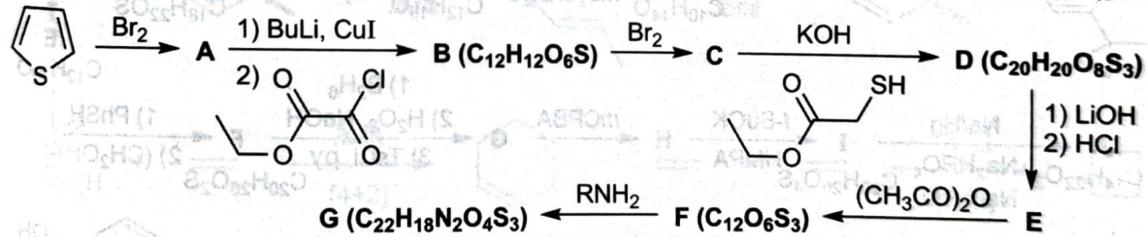 Br₂ A 1) BuLi, CuI B (C₁₂H₁₂O₆S) Br₂ C KOH D (C₂₀H₂₀O₈S₃)
S 2) O Cl O O O SH O
1) LiOH
2) HCl
G (C₂₂H₁₈N₂O₄S₃) RNH₂ F (C₁₂O₆S₃) (CH₃CO)₂O E